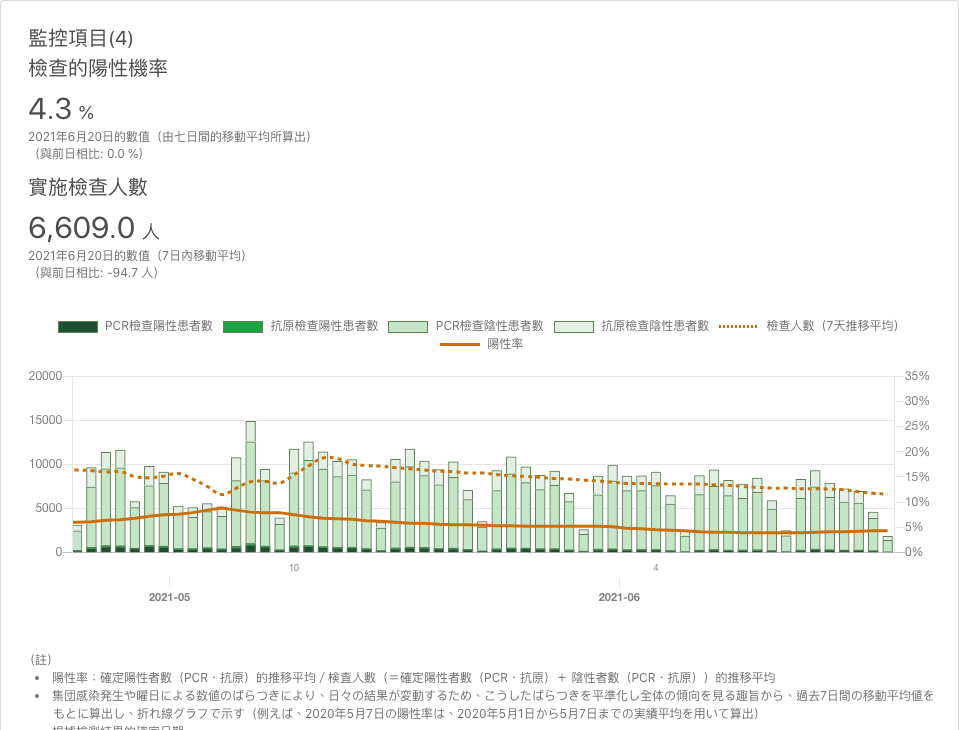 監控項目(4)
檢查的陽性機率
4.3 %
2021年6月20日的數值（由七日間的移動平均所算出）
（與前日相比: 0.0 %）
實施檢查人數
6,609.0 人
2021年6月20日的數值（7日內移動平均）
（與前日相比: -94.7 人）
PCR檢查陽性患者數 抗原檢查陽性患者數 PCR檢查陰性患者數 抗原檢查陰性患者數 檢查人數（7天推移平均）
陽性率
20000 35%
30%
15000 25%
20%
10000 15%
10%
5000 5%
0 0%
10 4
2021-05 2021-06
（註）
• 陽性率：確定陽性者數（PCR・抗原）的推移平均 / 検査人數（＝確定陽性者數（PCR・抗原）＋ 陰性者數（PCR・抗原））的推移平均
• 集団感染発生や曜日による数値のばらつきにより、日々の結果が変動するため、こうしたばらつきを平準化し全体の傾向を見る趣旨から、過去7日間の移動平均値を
もとに算出し、折れ線グラフで示す（例えば、2020年5月7日の陽性率は、2020年5月1日から5月7日までの実績平均を用いて算出）